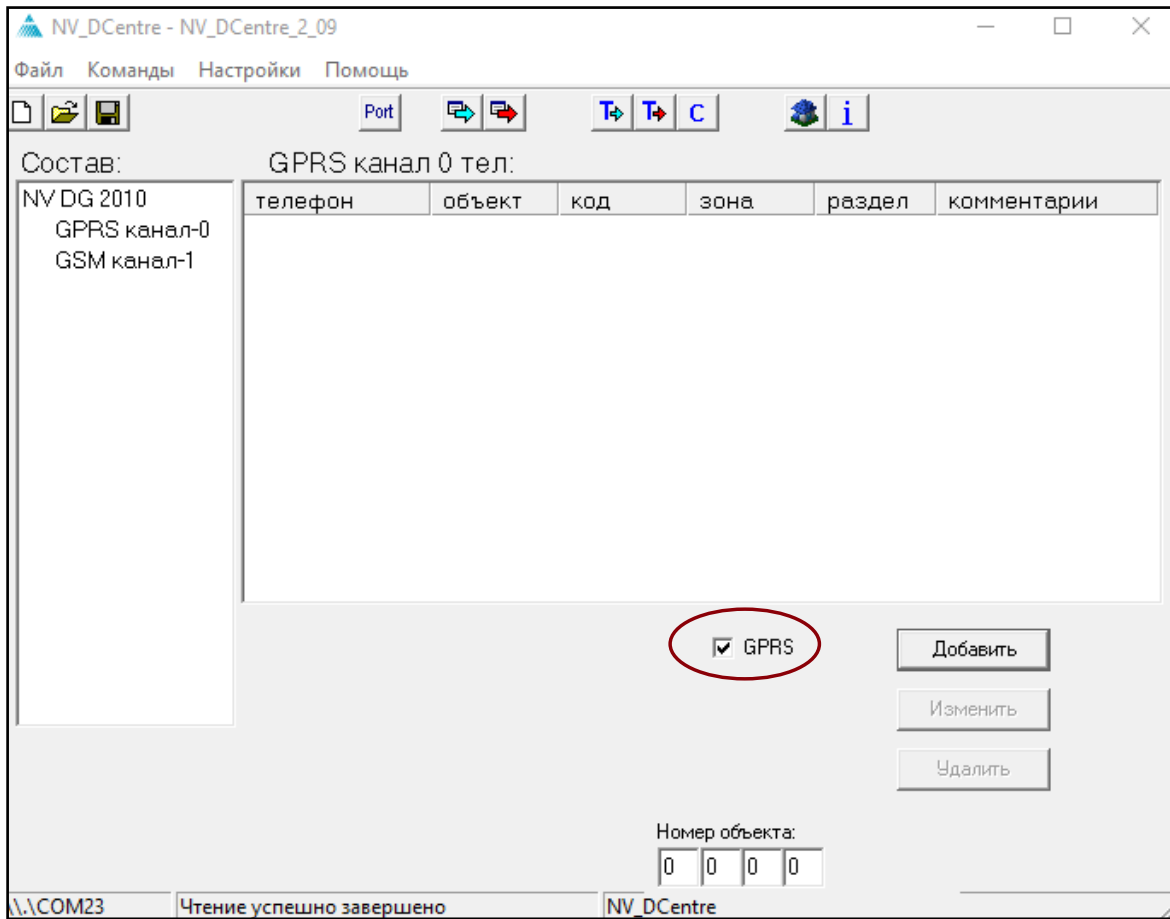 NV_DCentre - NV_DCentre_2_09
Файл Команды Настройки Помощь
Port T T C i
Состав: GPRS канал 0 тел:
NV DG 2010
GPRS канал-0
GSM канал-1
телефон объект код зона раздел комментарии
GPRS
Добавить
Изменить
Удалить
Номер объекта:
0 0 0 0
\\.\COM23 Чтение успешно завершено NV_DCentre